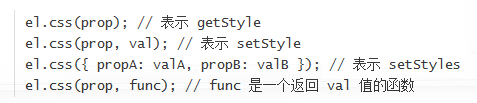 el.css(prop); // 表示 getStyle
el.css(prop, val); // 表示 setStyle
el.css({ propA: valA, propB: valB }); // 表示 setStyles
el.css(prop, func); // func 是一个返回 val 值的函数